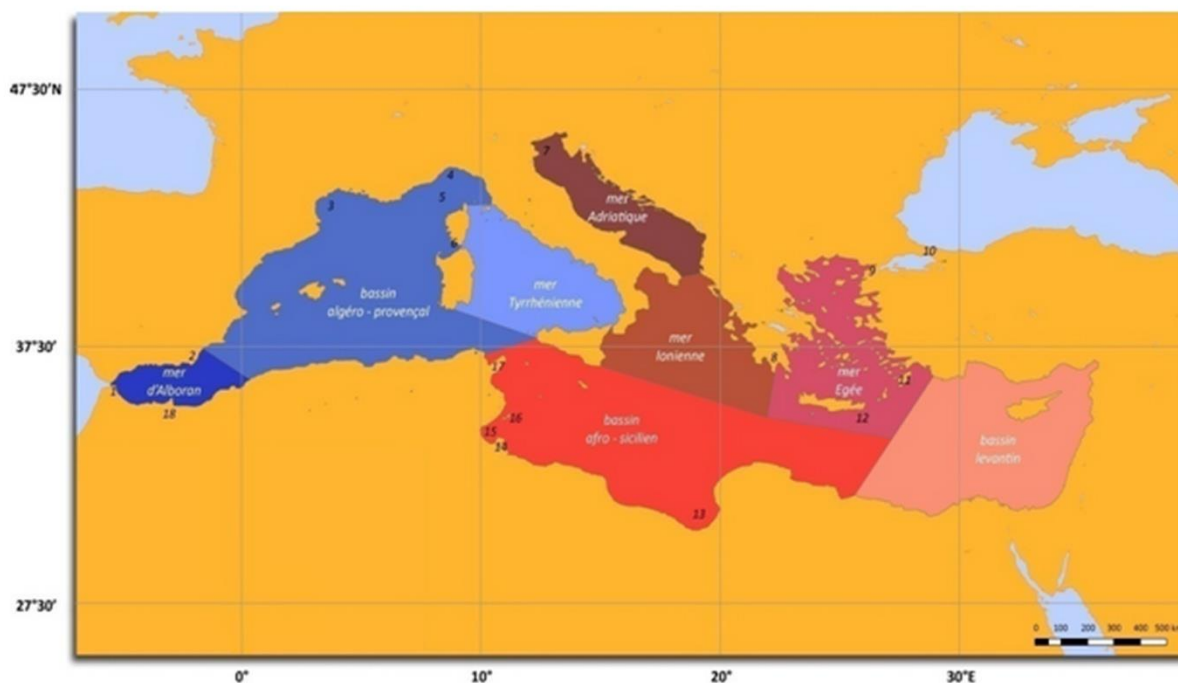 47°30'N
7
4
5
mer
Adriatique
3
10
6
9
mer
Tyrrhénienne
bassin
algéro - provençal
mer
Ionienne
37°30'
2
8
mer
d'Alboran
17
mer
Egée
11
1
18
16
12
15
bassin
afro - sicilien
14
bassin
levantin
13
27°30'
0 100 200 300 400 500 k
0°
10°
20°
30°E